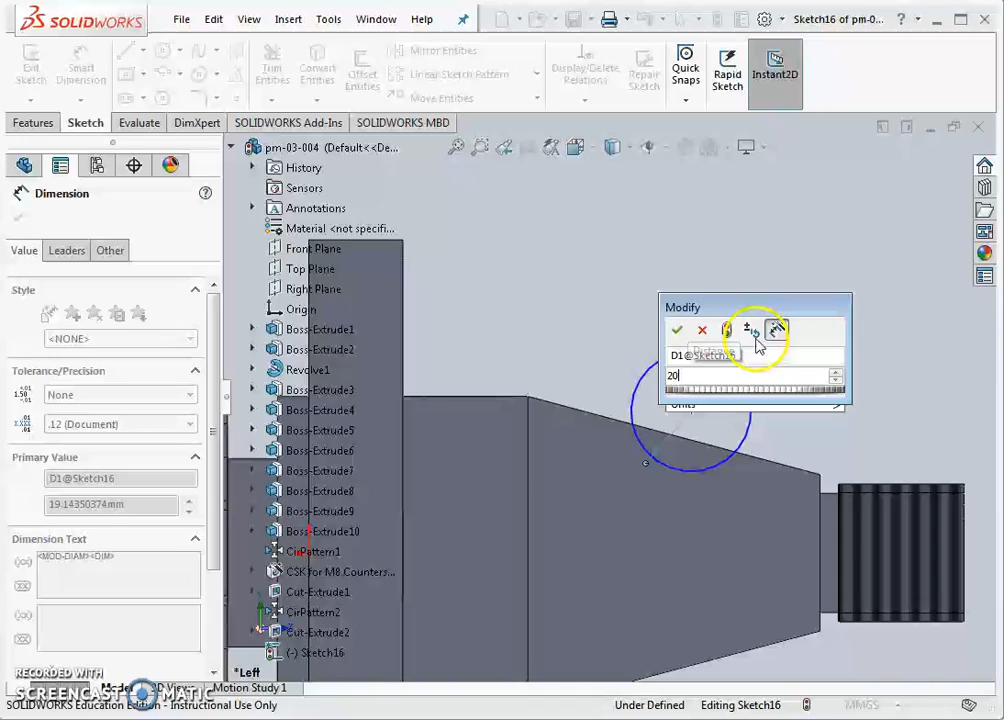 SOLIDWORKS
File Edit View Insert Tools Window Help
Sketch16 of pm-0...
Exit Sketch
Smart Dimension
Trim Entities
Convert Entities
Offset Entities
Mirror Entities
Linear Sketch Pattern
Move Entities
Display/Delete Relations
Repair Sketch
Quick Snaps
Rapid Sketch
Instant2D
Features Sketch Evaluate DimXpert SOLIDWORKS Add-Ins SOLIDWORKS MBD
Dimension
Value Leaders Other
Style
<NONE>
Tolerance/Precision
None
.12 (Document)
Primary Value
D1@Sketch16
19.14350374mm
Dimension Text
<MOD-DIAM><DIM>
pm-03-004 (Default<<De...
History
Sensors
Annotations
Material <not specifi...
Front Plane
Top Plane
Right Plane
Origin
Boss-Extrude1
Boss-Extrude2
Revolve1
Boss-Extrude3
Boss-Extrude4
Boss-Extrude5
Boss-Extrude6
Boss-Extrude7
Boss-Extrude8
Boss-Extrude9
Boss-Extrude10
CirPattern1
CSK for M8 Counters...
Cut-Extrude1
CirPattern2
Cut-Extrude2
(-) Sketch16
Modify
D1@Sketch16
20
Units
*Left
RECORDED WITH
SCREENCAST MATIC
Model 3D Views Motion Study 1
SOLIDWORKS Education Edition - Instructional Use Only
Under Defined Editing Sketch16 MMGS